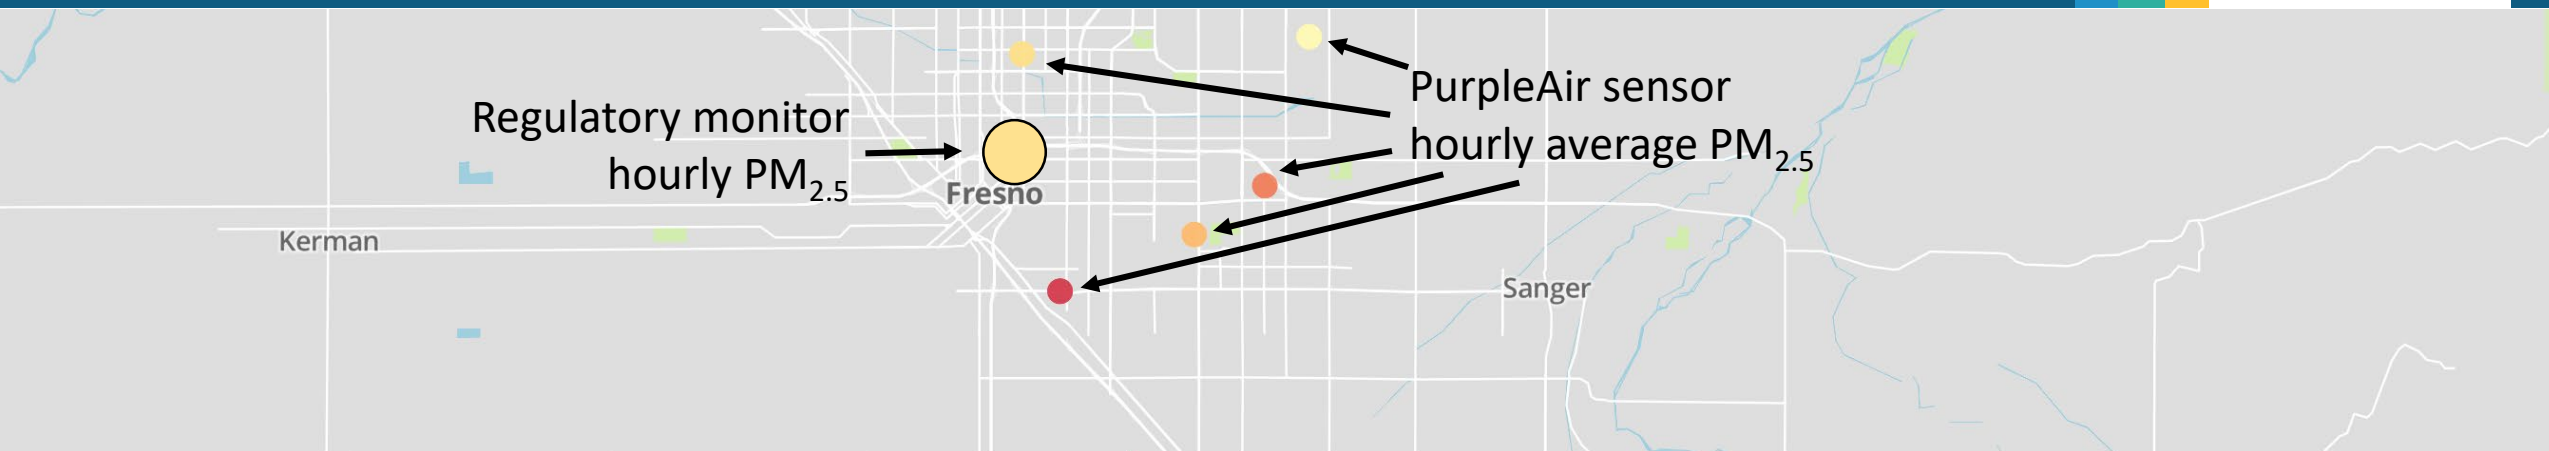 Regulatory monitor
hourly PM2.5
PurpleAir sensor
hourly average PM2.5
Fresno
Kerman
Sanger